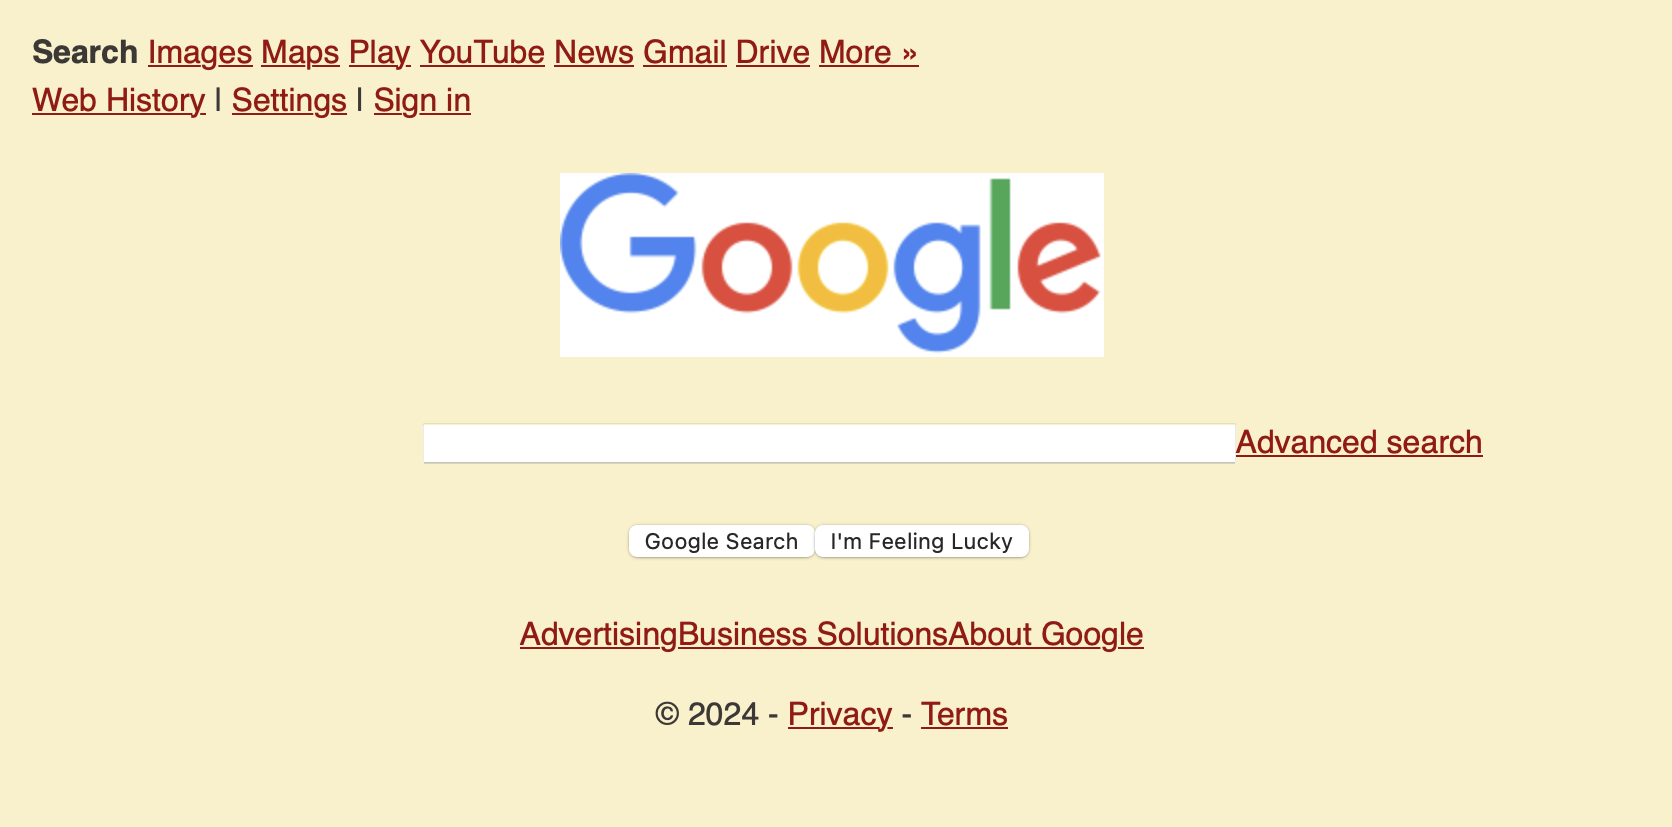 Search Images Maps Play YouTube News Gmail Drive More »
Web History | Settings | Sign in
Google
Advanced search
Google Search I'm Feeling Lucky
AdvertisingBusiness SolutionsAbout Google
© 2024 - Privacy - Terms